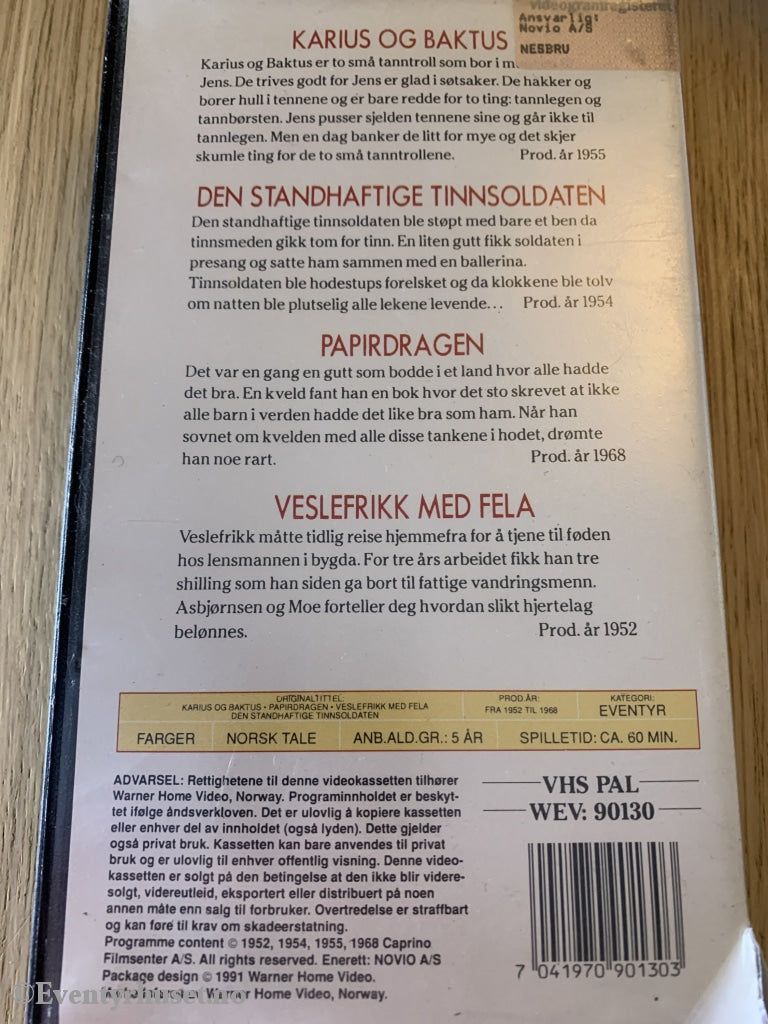 videogramregisteret
Ansvarlig:
Novio A/S
NESBRU
KARIUS OG BAKTUS
Karius og Baktus er to små tanntroll som bor i
Jens. De trives godt for Jens er glad i søtsaker. De hakker og
borer hull i tennene og er bare redde for to ting: tannlegen og
tannbørsten. Jens pusser sjelden tennene sine og går ikke til
tannlegen. Men en dag banker de litt for mye og det skjer
skumle ting for de to små tanntrollene. Prod. år 1955
DEN STANDHAFTIGE TINNSOLDATEN
Den standhaftige tinnsoldaten ble støpt med bare et ben da
tinnsmeden gikk tom for tinn. En liten gutt fikk soldaten i
presang og satte ham sammen med en ballerina.
Tinnsoldaten ble hodestups forelsket og da klokkene ble tolv
om natten ble plutselig alle lekene levende... Prod. år 1954
PAPIRDRAGEN
Det var en gang en gutt som bodde i et land hvor alle hadde
det bra. En kveld fant han en bok hvor det sto skrevet at ikke
alle barn i verden hadde det like bra som ham. Når han
sovnet om kvelden med alle disse tankene i hodet, drømte
han noe rart. Prod. år 1968
VESLEFRIKK MED FELA
Veslefrikk måtte tidlig reise hjemmefra for å tjene til føden
hos lensmannen i bygda. For tre års arbeidet fikk han tre
shilling som han siden ga bort til fattige vandringsmenn.
Asbjørnsen og Moe forteller deg hvordan slikt hjertelag
belønnes. Prod. år 1952
ORIGINALTITTEL:
KARIUS OG BAKTUS • PAPIRDRAGEN • VESLEFRIKK MED FELA
DEN STANDHAFTIGE TINNSOLDATEN
PROD.ÅR:
FRA 1952 TIL 1968
KATEGORI:
EVENTYR
FARGER NORSK TALE ANB.ALD.GR.: 5 ÅR SPILLETID: CA. 60 MIN.
ADVARSEL: Rettighetene til denne videokassetten tilhører
Warner Home Video, Norway. Programinnholdet er beskyt-
tet ifølge åndsverkloven. Det er ulovlig å kopiere kassetten
eller enhver del av innholdet (også lyden). Dette gjelder
også privat bruk. Kassetten kan bare anvendes til privat
bruk og er ulovlig til enhver offentlig visning. Denne video-
kassetten er solgt på den betingelse at den ikke blir videre-
solgt, videreutleid, eksportert eller distribuert på noen
annen måte enn salg til forbruker. Overtredelse er straffbart
og kan føre til krav om skadeerstatning.
Programme content © 1952, 1954, 1955, 1968 Caprino
Filmsenter A/S. All rights reserved. Enerett: NOVIO A/S
Package design © 1991 Warner Home Video.
Warner Home Video, Norway.
VHS PAL
WEV: 90130
7 041970 901303
©Eventyrhuset.no